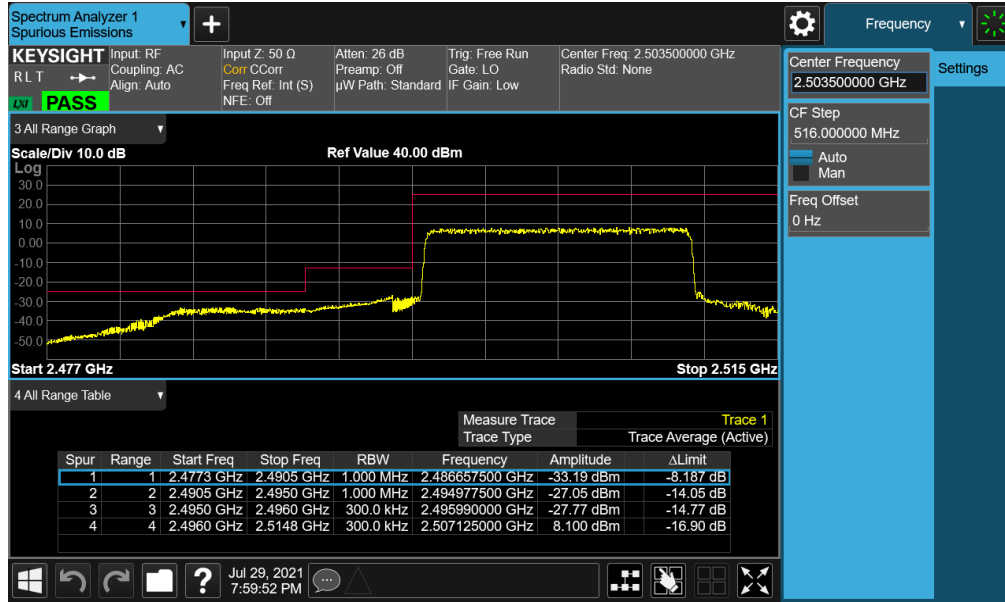 Spectrum Analyzer 1
Spurious Emissions
+
Frequency
KEYSIGHT
RLT
LXI
PASS
Input: RF
Coupling: AC
Align: Auto
Input Z: 50 Ω
Corr CCorr
Freq Ref: Int (S)
NFE: Off
Atten: 26 dB
Preamp: Off
µW Path: Standard
Trig: Free Run
Gate: LO
IF Gain: Low
Center Freq: 2.503500000 GHz
Radio Std: None
Center Frequency
2.503500000 GHz
Settings
CF Step
516.000000 MHz
Auto
Man
Freq Offset
0 Hz
3 All Range Graph
Scale/Div 10.0 dB Ref Value 40.00 dBm
Log
30.0
20.0
10.0
0.00
-10.0
-20.0
-30.0
-40.0
-50.0
Start 2.477 GHz Stop 2.515 GHz
4 All Range Table
Measure Trace Trace 1
Trace Type Trace Average (Active)
Spur Range Start Freq Stop Freq RBW Frequency Amplitude ΔLimit
1 1 2.4773 GHz 2.4905 GHz 1.000 MHz 2.486657500 GHz -33.19 dBm -8.187 dB
2 2 2.4905 GHz 2.4950 GHz 1.000 MHz 2.494977500 GHz -27.05 dBm -14.05 dB
3 3 2.4950 GHz 2.4960 GHz 300.0 kHz 2.495990000 GHz -27.77 dBm -14.77 dB
4 4 2.4960 GHz 2.5148 GHz 300.0 kHz 2.507125000 GHz 8.100 dBm -16.90 dB
?
Jul 29, 2021
7:59:52 PM